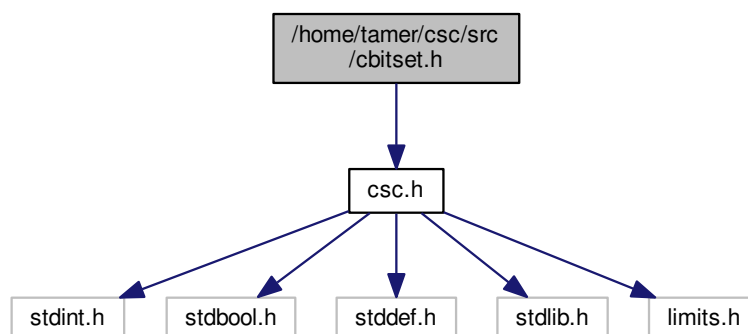 /home/tamer/csc/src
/cbitset.h
csc.h
stdint.h
stdbool.h
stddef.h
stdlib.h
limits.h